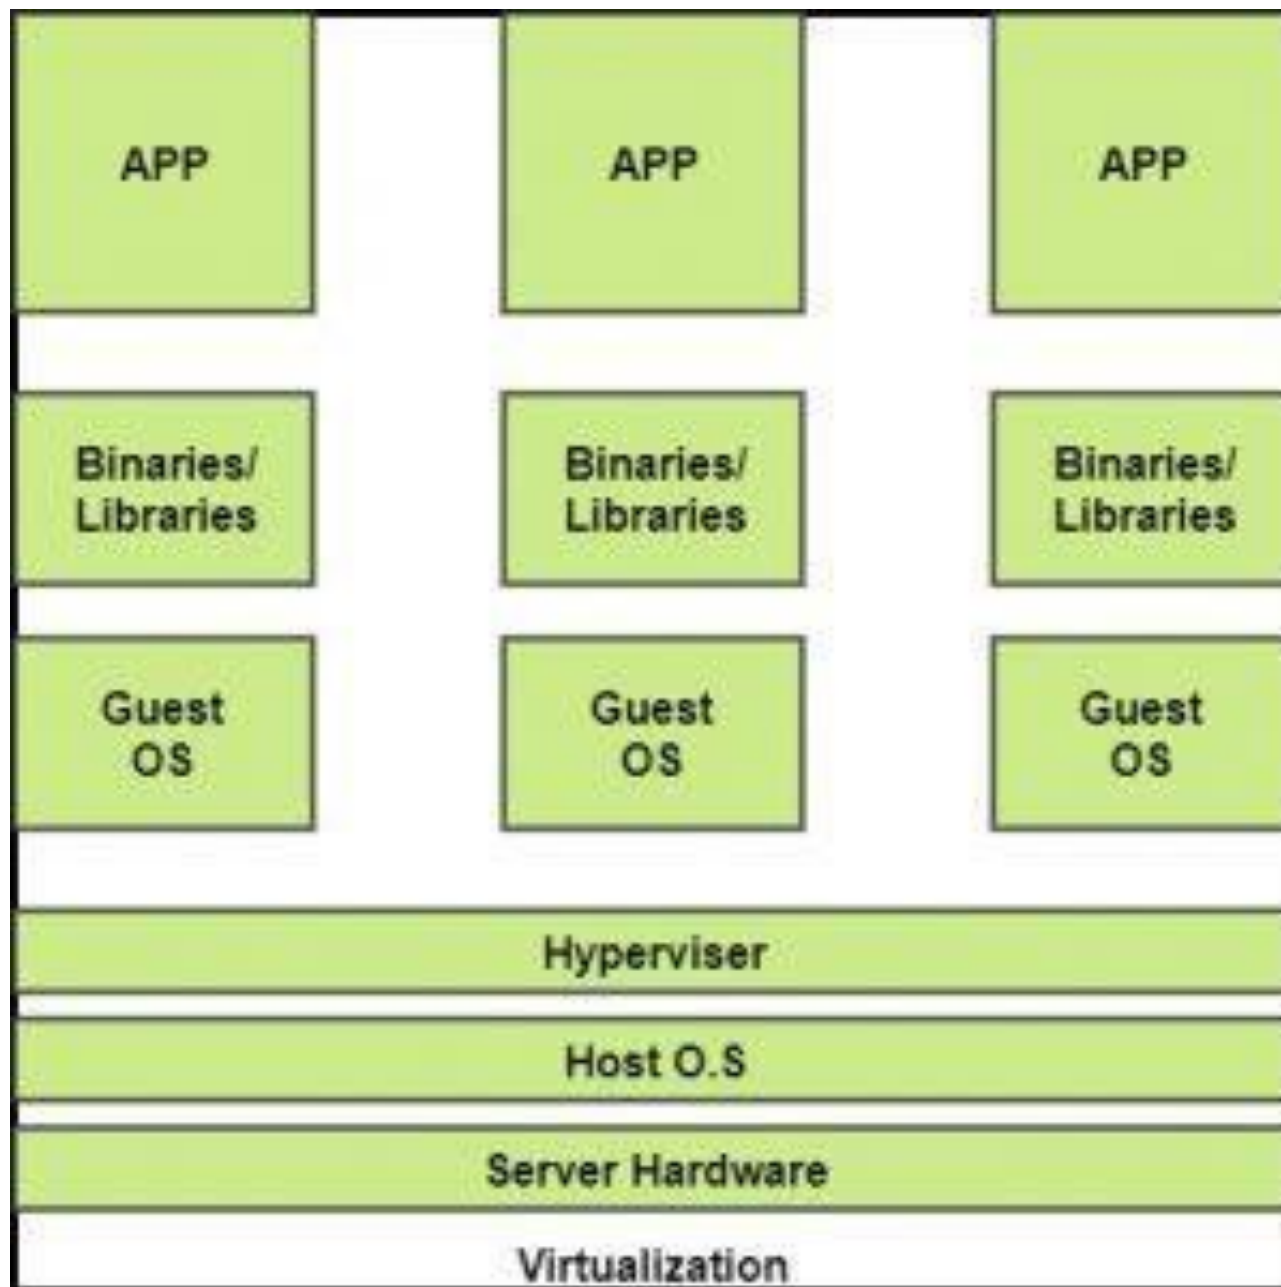 APP
APP
APP
Binaries/
Libraries
Binaries/
Libraries
Binaries/
Libraries
Guest
OS
Guest
OS
Guest
OS
Hyperviser
Host O.S
Server Hardware
Virtualization